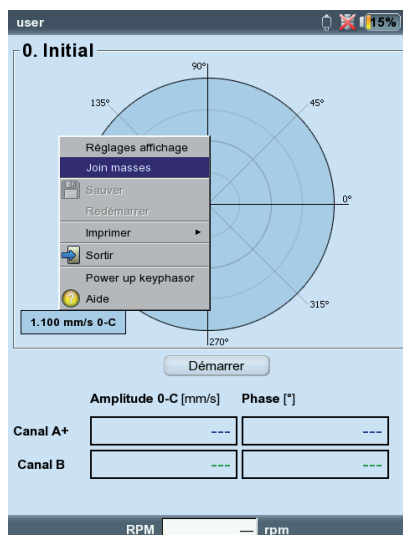 user
15%
0. Initial
90°
135°
45°
Réglages affichage
Join masses
Sauver
Redémarrer
0°
Imprimer
Sortir
Power up keyphasor
Aide
315°
1.100 mm/s 0-C
270°
Démarrer
Amplitude 0-C [mm/s] Phase [°]
Canal A+ --- ---
Canal B --- ---
RPM — rpm